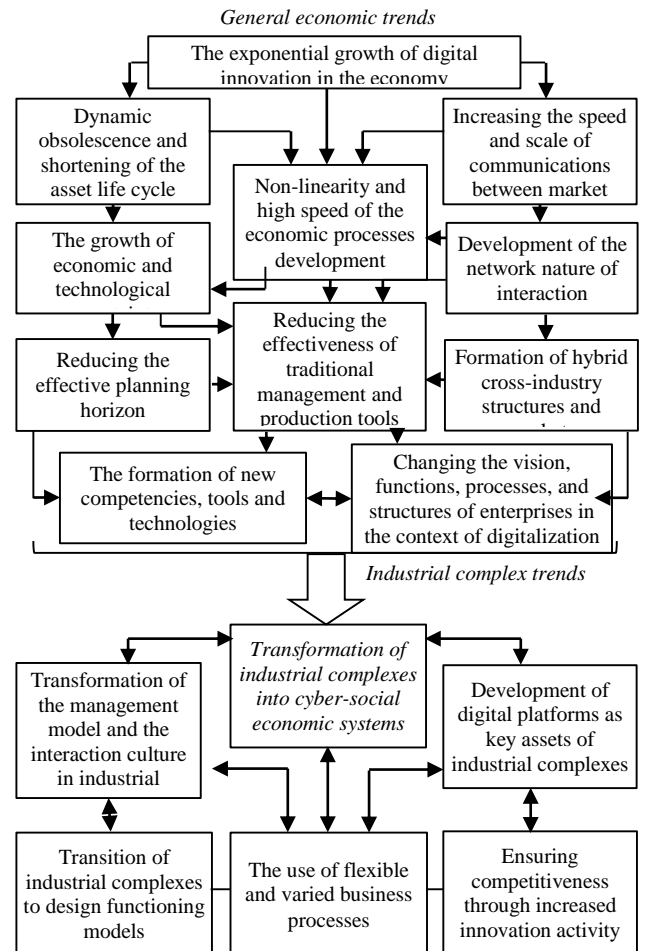 General economic trends
The exponential growth of digital
innovation in the economy
Dynamic
obsolescence and
shortening of the
asset life cycle
Increasing the speed
and scale of
communications
between market
Non-linearity and
high speed of the
economic processes
development
The growth of
economic and
technological
Development of the
network nature of
interaction
Reducing the
effectiveness of
traditional
management and
production tools
Reducing the
effective planning
horizon
Formation of hybrid
cross-industry
structures and
The formation of new
competencies, tools and
technologies
Changing the vision,
functions, processes, and
structures of enterprises in
the context of digitalization
Industrial complex trends
Transformation of
industrial complexes
into cyber-social
economic systems
Transformation of
the management
model and the
interaction culture
in industrial
Development of
digital platforms as
key assets of
industrial complexes
Transition of
industrial complexes
to design functioning
models
The use of flexible
and varied business
processes
Ensuring
competitiveness
through increased
innovation activity